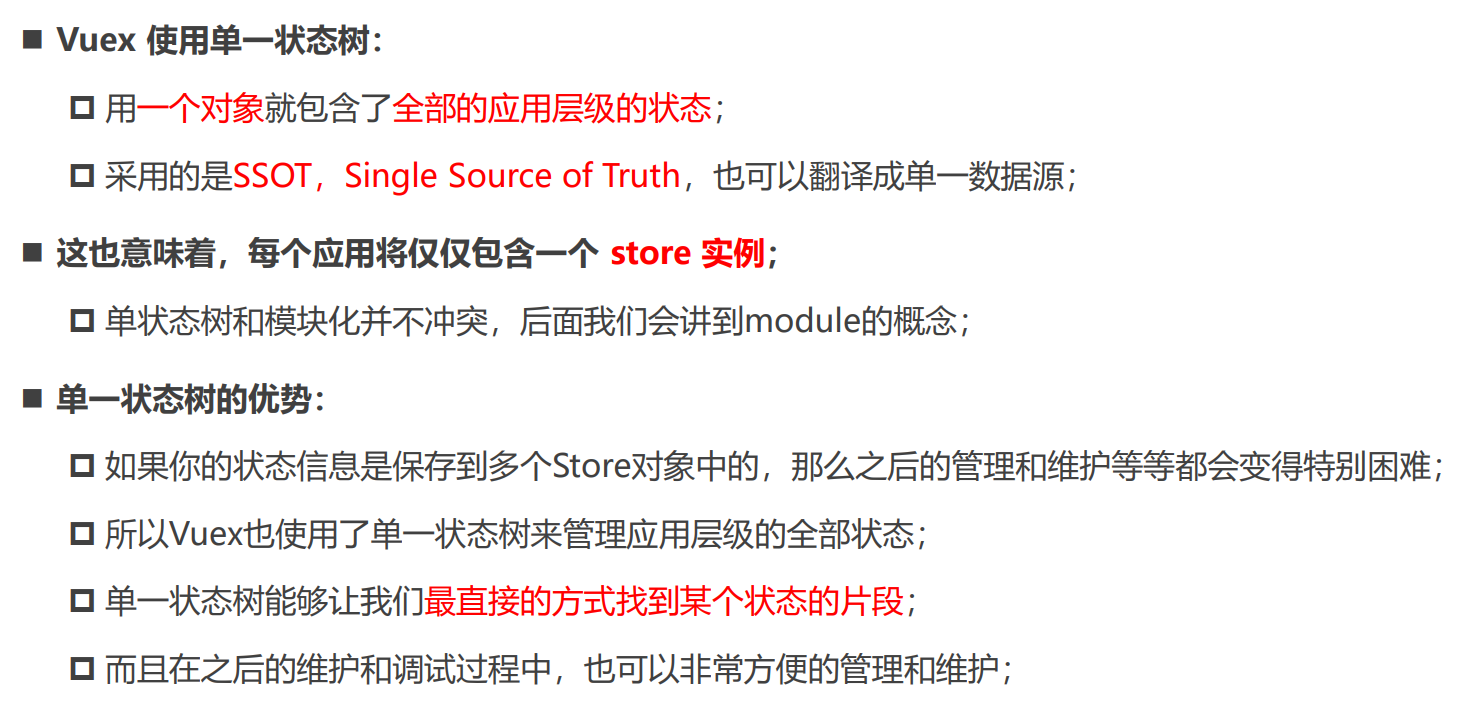 Vuex 使用单一状态树：
用一个对象就包含了全部的应用层级的状态；
采用的是SSOT，Single Source of Truth，也可以翻译成单一数据源；
这也意味着，每个应用将仅仅包含一个 store 实例；
单状态树和模块化并不冲突，后面我们会讲到module的概念；
单一状态树的优势：
如果你的状态信息是保存到多个Store对象中的，那么之后的管理和维护等等都会变得特别困难；
所以Vuex也使用了单一状态树来管理应用层级的全部状态；
单一状态树能够让我们最直接的方式找到某个状态的片段；
而且在之后的维护和调试过程中，也可以非常方便的管理和维护；